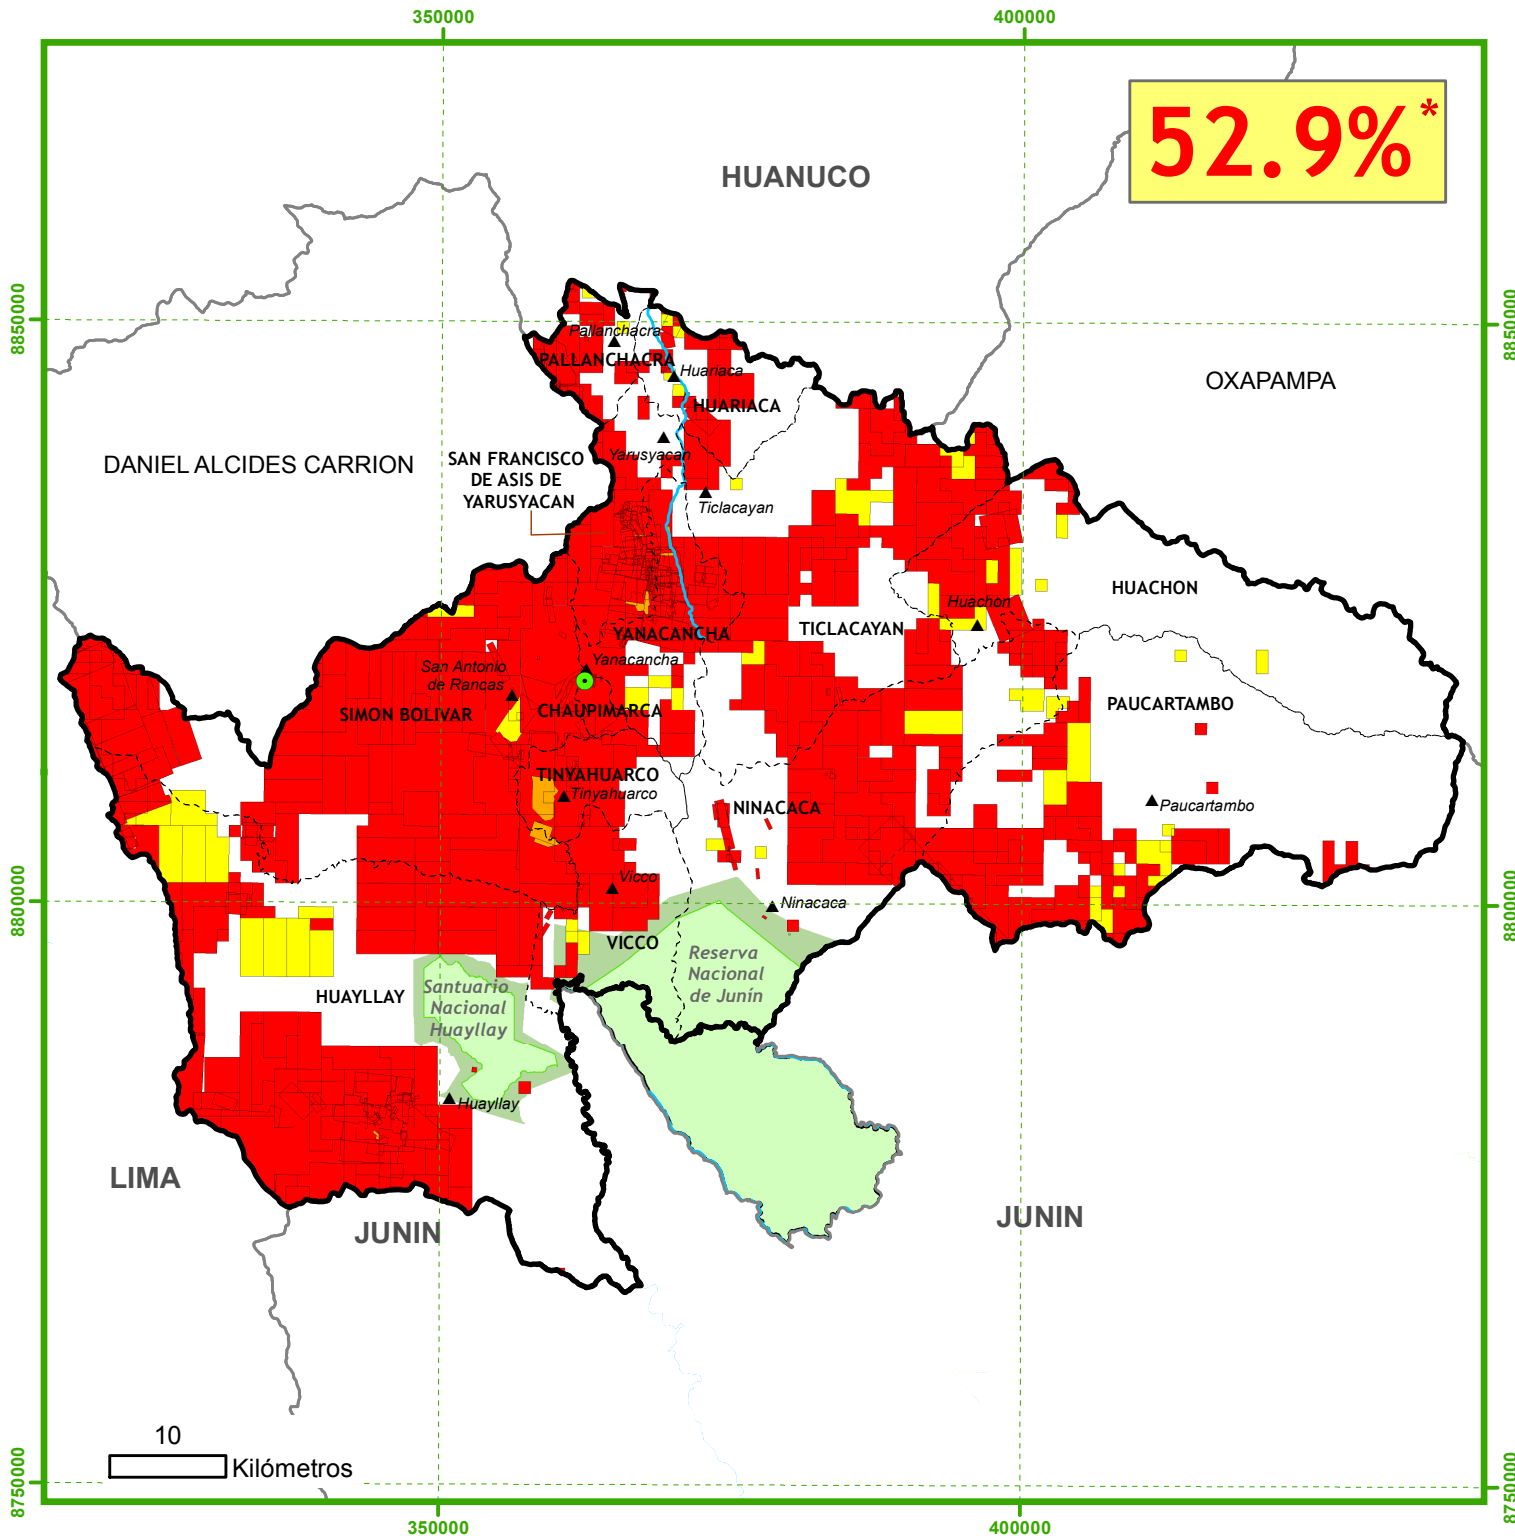 350000
400000
52.9%*
HUANUCO
8850000
8850000
Pallanchacra
PALLANCHACRA
Huariaca
OXAPAMPA
HUARIACA
DANIEL ALCIDES CARRION
SAN FRANCISCO
DE ASIS DE
YARUSYACAN
Yarusyacan
Ticlacayan
HUACHON
Huachon
YANACANCHA
TICLACAYAN
Yanacancha
San Antonio
de Rancas
PAUCARTAMBO
SIMON BOLIVAR
CHAUPIMARCA
TINYAHUARCO
Tinyahuarco
NINACACA
Paucartambo
Vicco
8800000
8800000
Ninacaca
VICCO
Reserva
Nacional
de Junín
Santuario
Nacional
Huayllay
HUAYLLAY
Huayllay
LIMA
JUNIN
JUNIN
10
Kilómetros
8750000
8750000
350000
400000